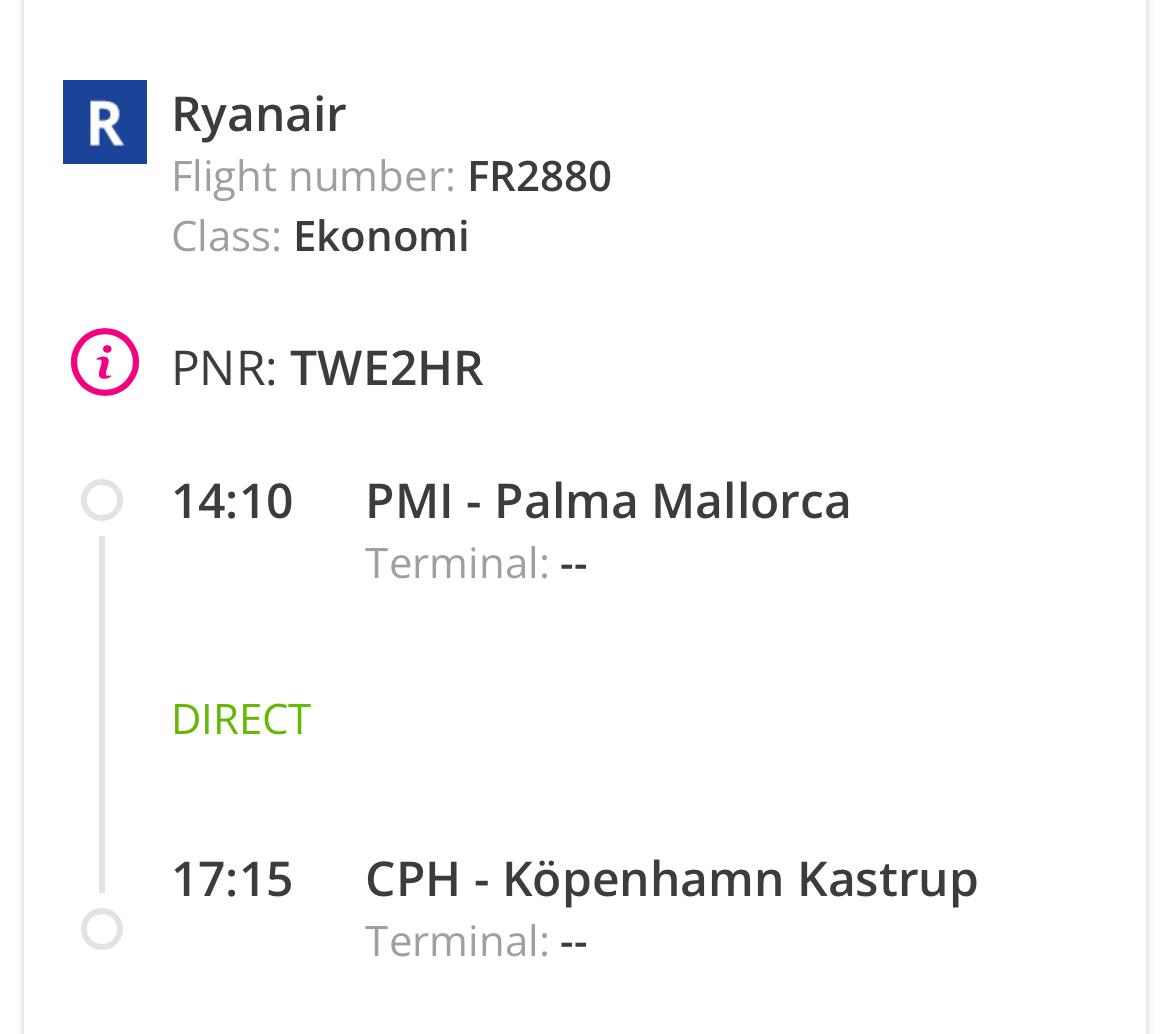 R
Ryanair
Flight number: FR2880
Class: Ekonomi
i
PNR: TWE2HR
14:10 PMI - Palma Mallorca
Terminal: --
DIRECT
17:15 CPH - Köpenhamn Kastrup
Terminal: --